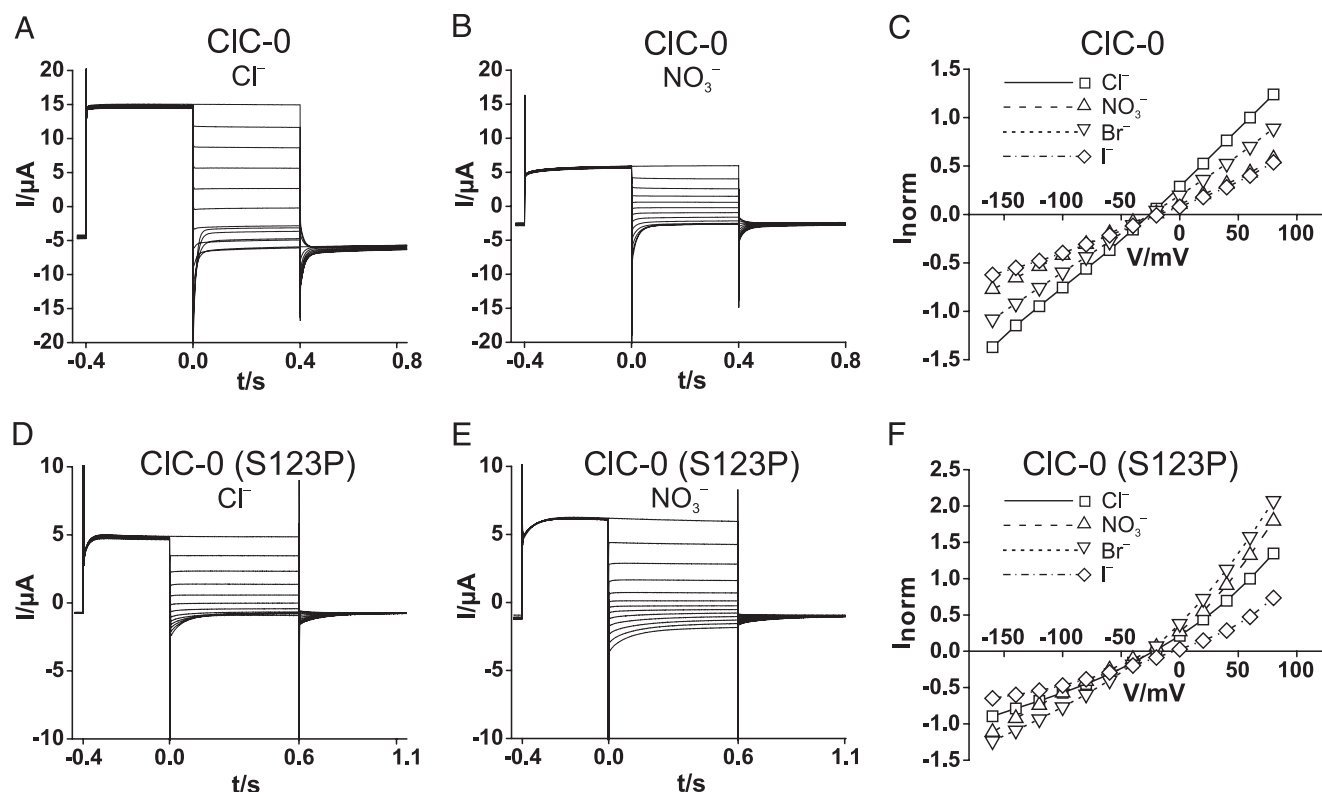 A
ClC-0
Cl⁻
I/µA
20
15
10
5
0
-5
-10
-15
-20
-0.4
0.0
0.4
0.8
t/s
B
ClC-0
NO₃⁻
I/µA
20
15
10
5
0
-5
-10
-15
-20
-0.4
0.0
0.4
0.8
t/s
C
ClC-0
Cl⁻
NO₃⁻
Br⁻
I⁻
Inorm
1.5
1.0
0.5
0.0
-0.5
-1.0
-1.5
-150
-100
-50
0
50
100
V/mV
D
ClC-0 (S123P)
Cl⁻
I/µA
10
5
0
-5
-10
-0.4
0.0
0.6
1.1
t/s
E
ClC-0 (S123P)
NO₃⁻
I/µA
10
5
0
-5
-10
-0.4
0.0
0.6
1.1
t/s
F
ClC-0 (S123P)
Cl⁻
NO₃⁻
Br⁻
I⁻
Inorm
2.5
2.0
1.5
1.0
0.5
0.0
-0.5
-1.0
-1.5
-150
-100
-50
0
50
100
V/mV